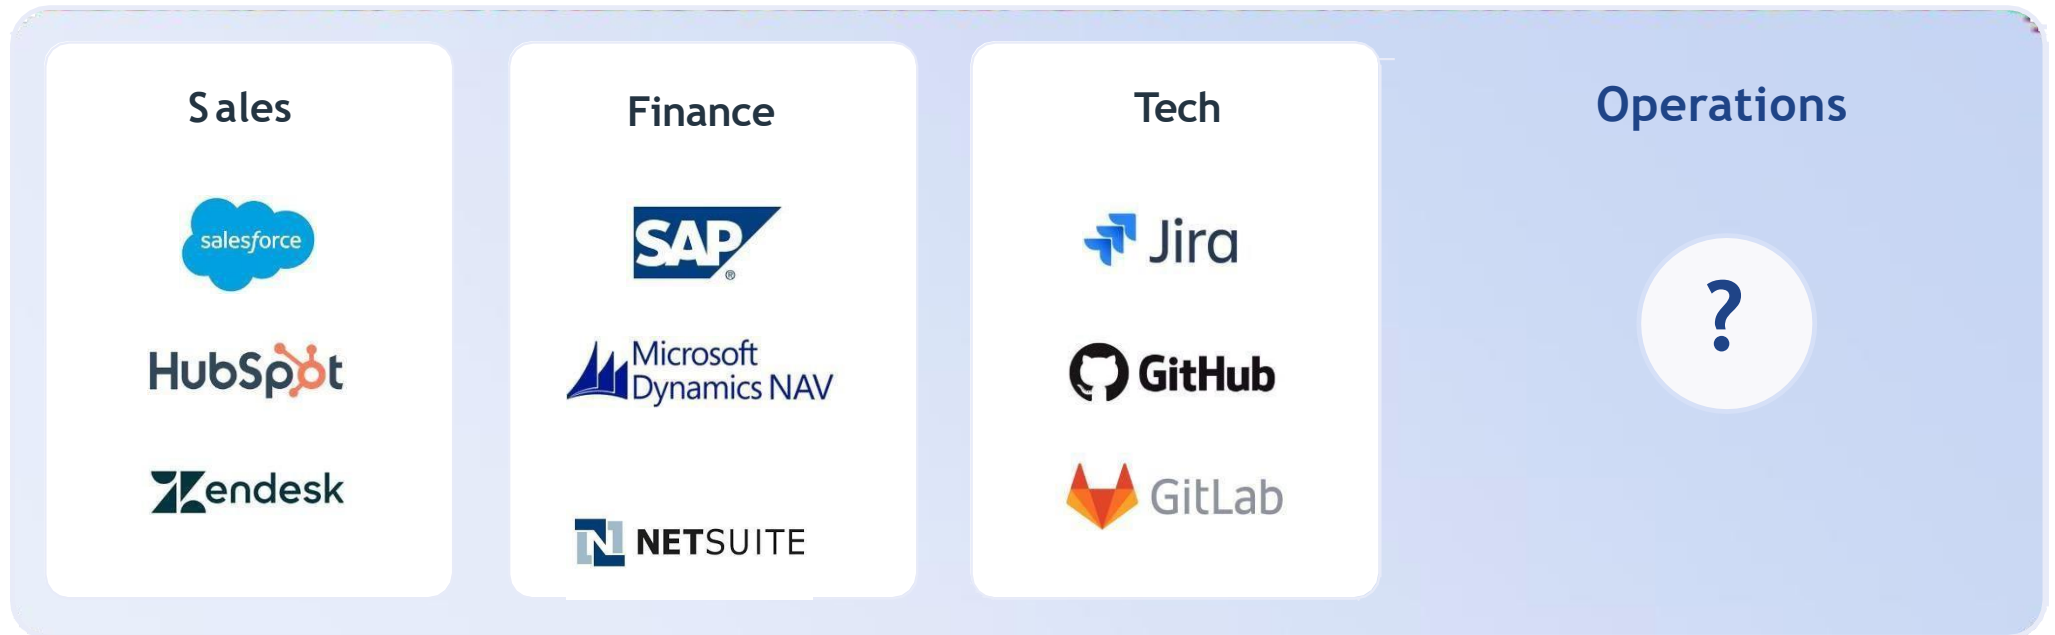 Sales
salesforce
HubSpot
Zendesk
Finance
SAP®
Microsoft
Dynamics NAV
N NETSUITE
Tech
Jira
GitHub
GitLab
Operations
?